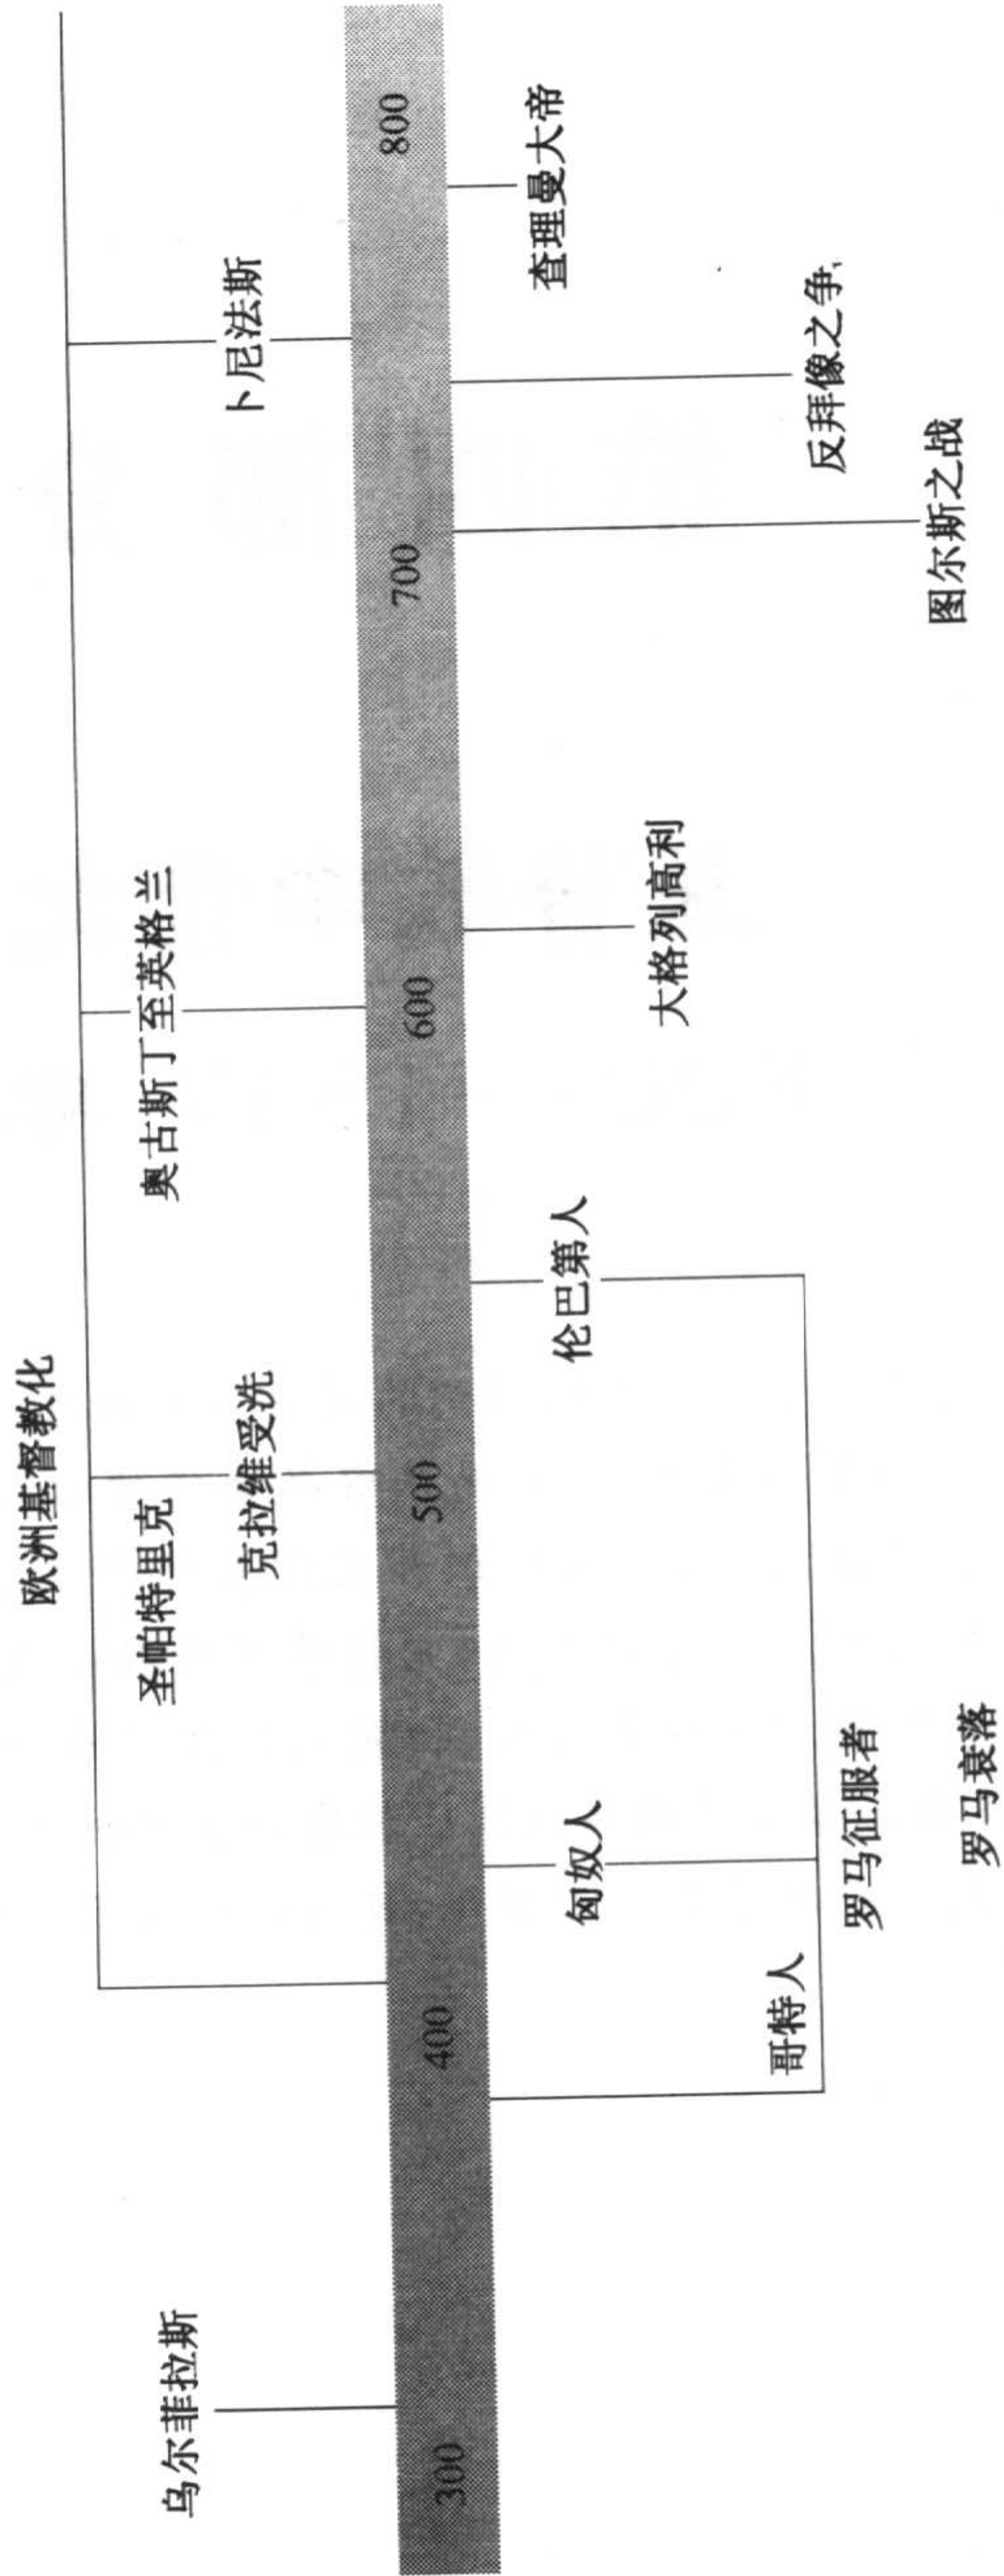 欧洲基督教化
乌尔菲拉斯
圣帕特里克
克拉维受洗
奥古斯丁至英格兰
卜尼法斯
300
400
500
600
700
800
哥特人
匈奴人
伦巴第人
罗马征服者
罗马衰落
大格列高利
图尔斯之战
反拜像之争
查理曼大帝